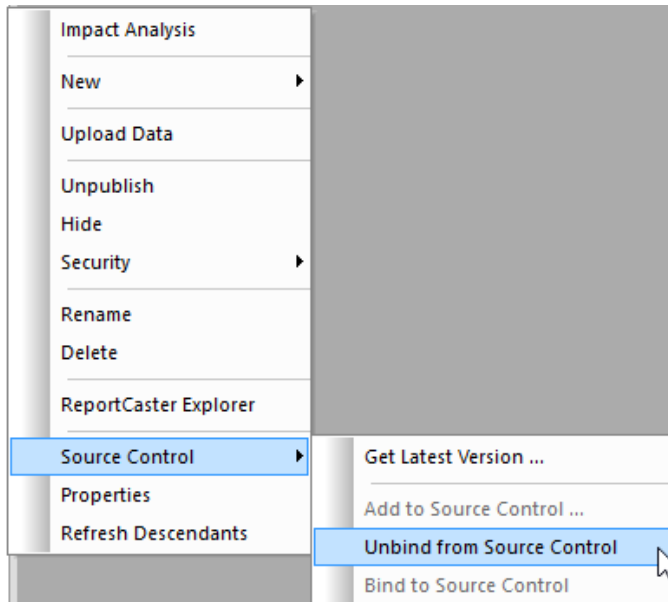 Impact Analysis
New
Upload Data
Unpublish
Hide
Security
Rename
Delete
ReportCaster Explorer
Source Control
Properties
Refresh Descendants
Get Latest Version ...
Add to Source Control ...
Unbind from Source Control
Bind to Source Control